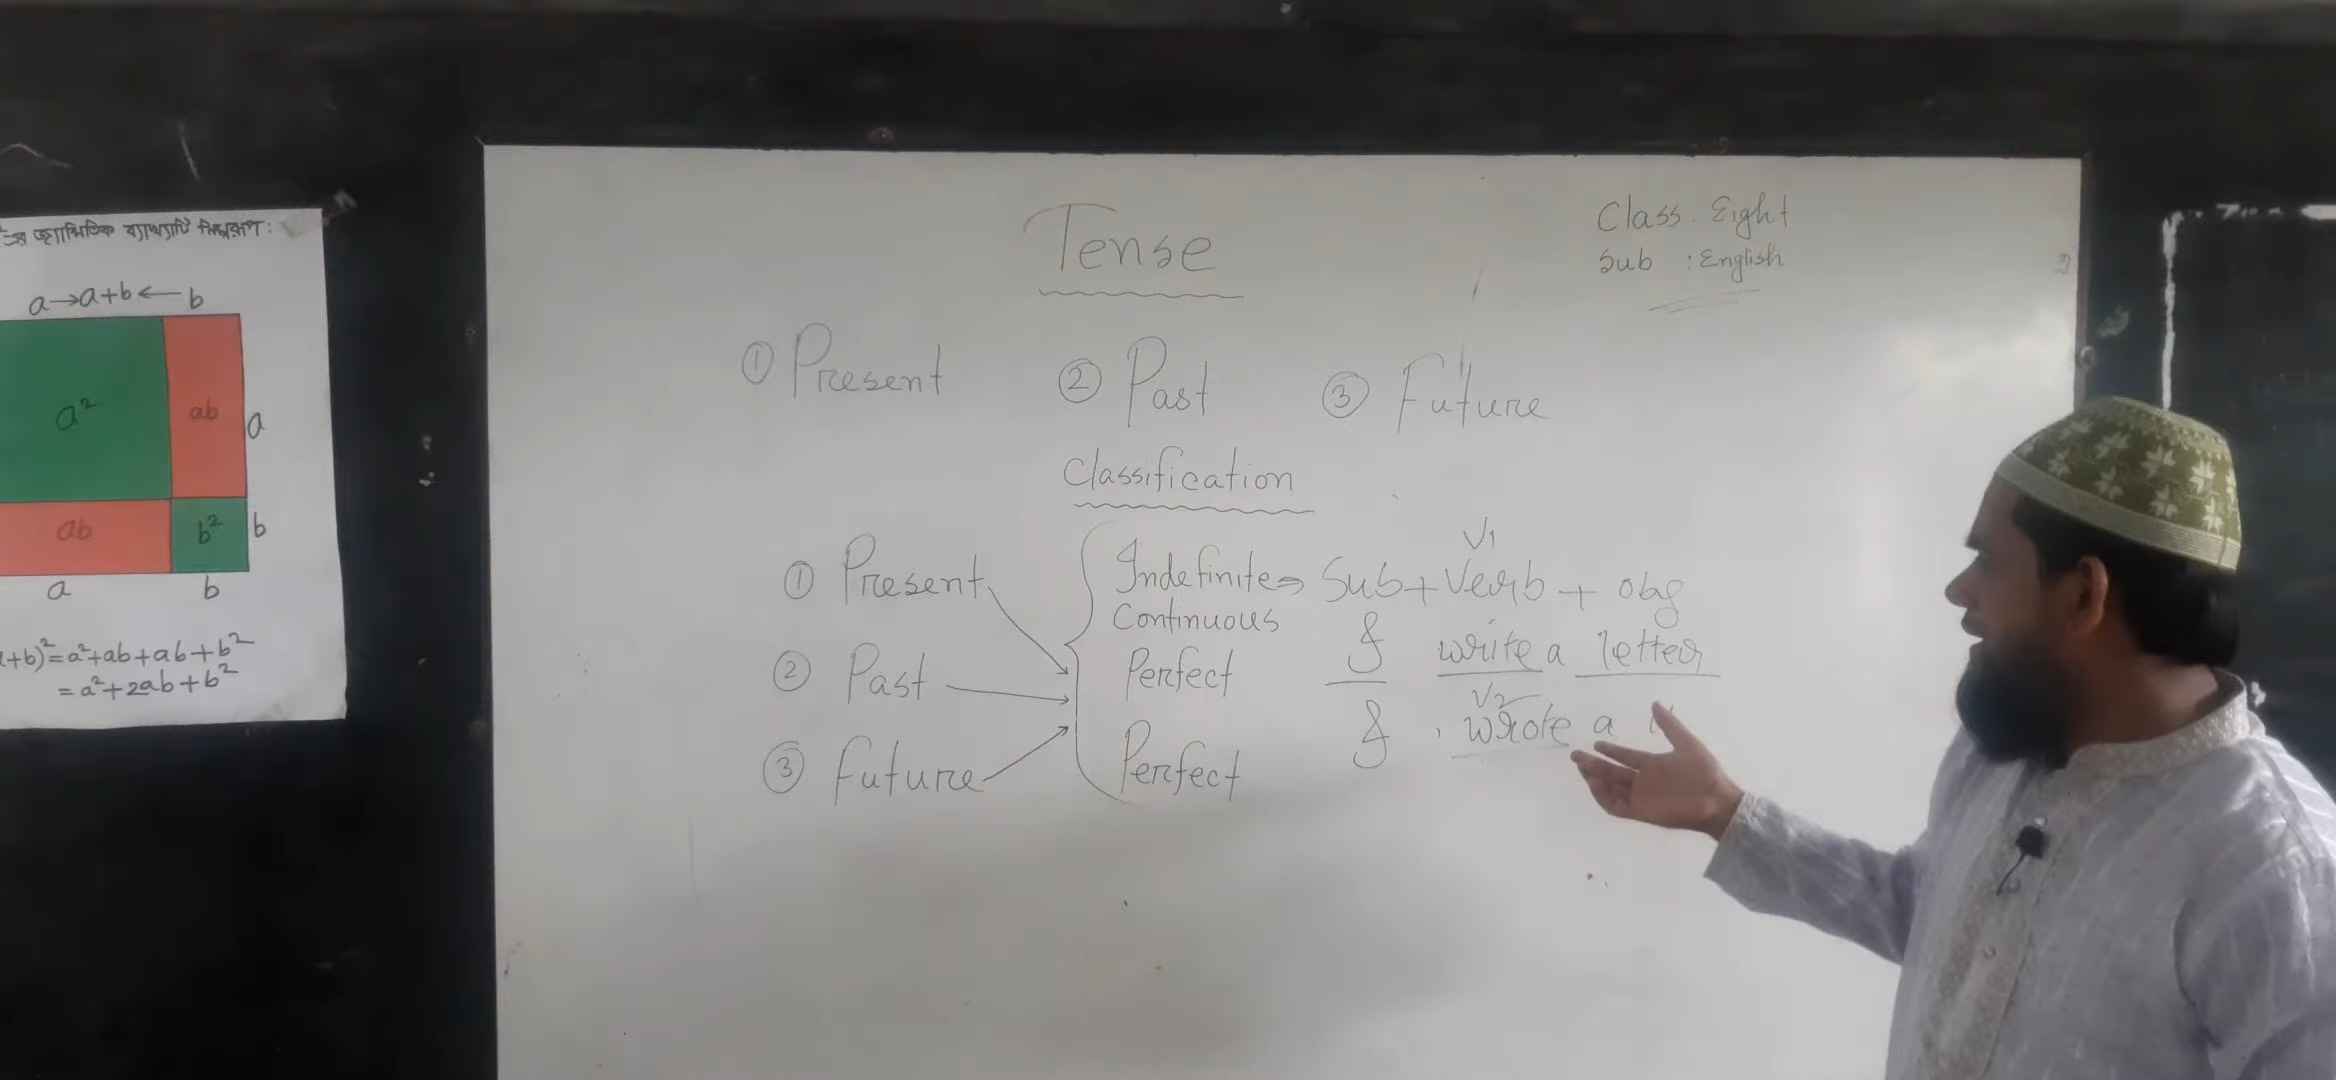 জ্যামিতিক ব্যাখ্যাটি নিম্নরূপ:
a→a+b← b
a² ab a
ab b² b
a b
+b)²=a²+ab+ab+b²
=a²+2ab+b²
Tense
Class. Eight
Sub : English
① Present ② Past ③ Future
Classification
V1
① Present Indefinite⇒ Sub+Verb + obj
Continuous
I write a letter
② Past Perfect
V2
I wrote a
③ Future Perfect